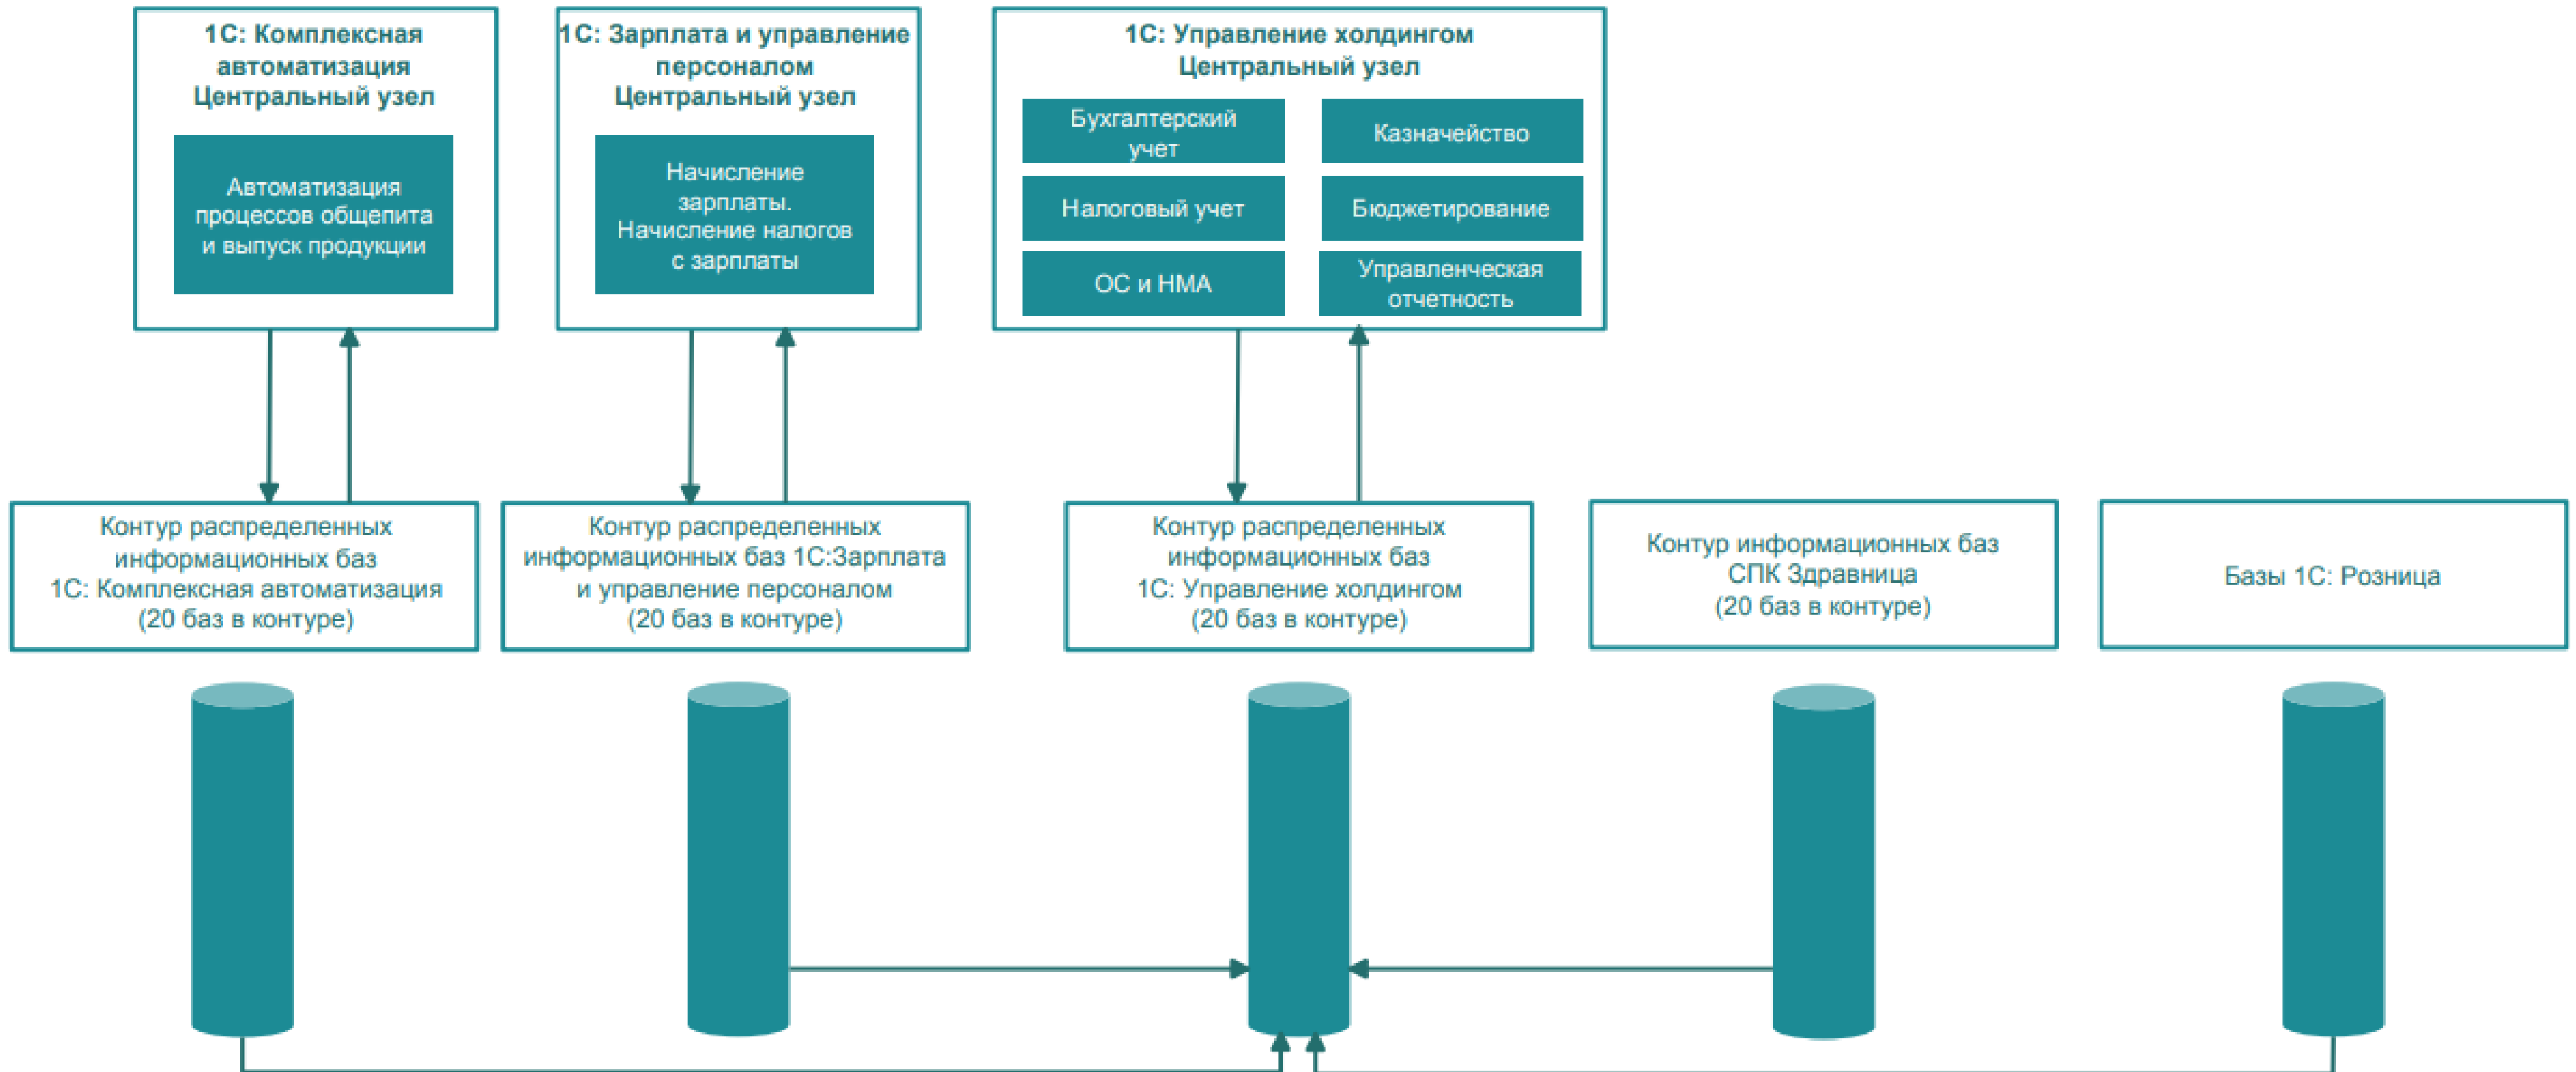 1С: Комплексная
автоматизация
Центральный узел
Автоматизация
процессов общепита
и выпуск продукции
1С: Зарплата и управление
персоналом
Центральный узел
Начисление
зарплаты.
Начисление налогов
с зарплаты
1С: Управление холдингом
Центральный узел
Бухгалтерский
учет
Казначейство
Налоговый учет
Бюджетирование
ОС и НМА
Управленческая
отчетность
Контур распределенных
информационных баз
1С: Комплексная автоматизация
(20 баз в контуре)
Контур распределенных
информационных баз 1С:Зарплата
и управление персоналом
(20 баз в контуре)
Контур распределенных
информационных баз
1С: Управление холдингом
(20 баз в контуре)
Контур информационных баз
СПК Здравница
(20 баз в контуре)
Базы 1С: Розница